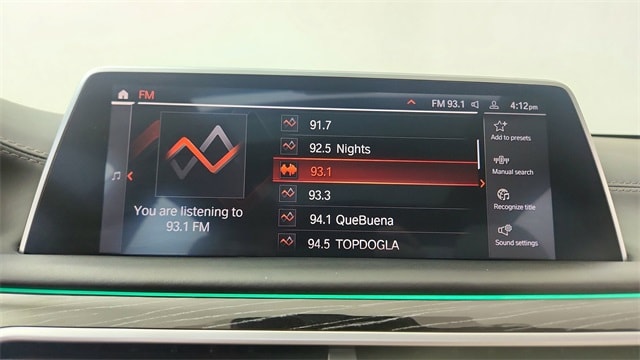 FM
FM 93.1
4:12pm
You are listening to
93.1 FM
91.7
92.5 Nights
93.1
93.3
94.1 QueBuena
94.5 TOPDOGLA
Add to presets
Manual search
Recognize title
Sound settings